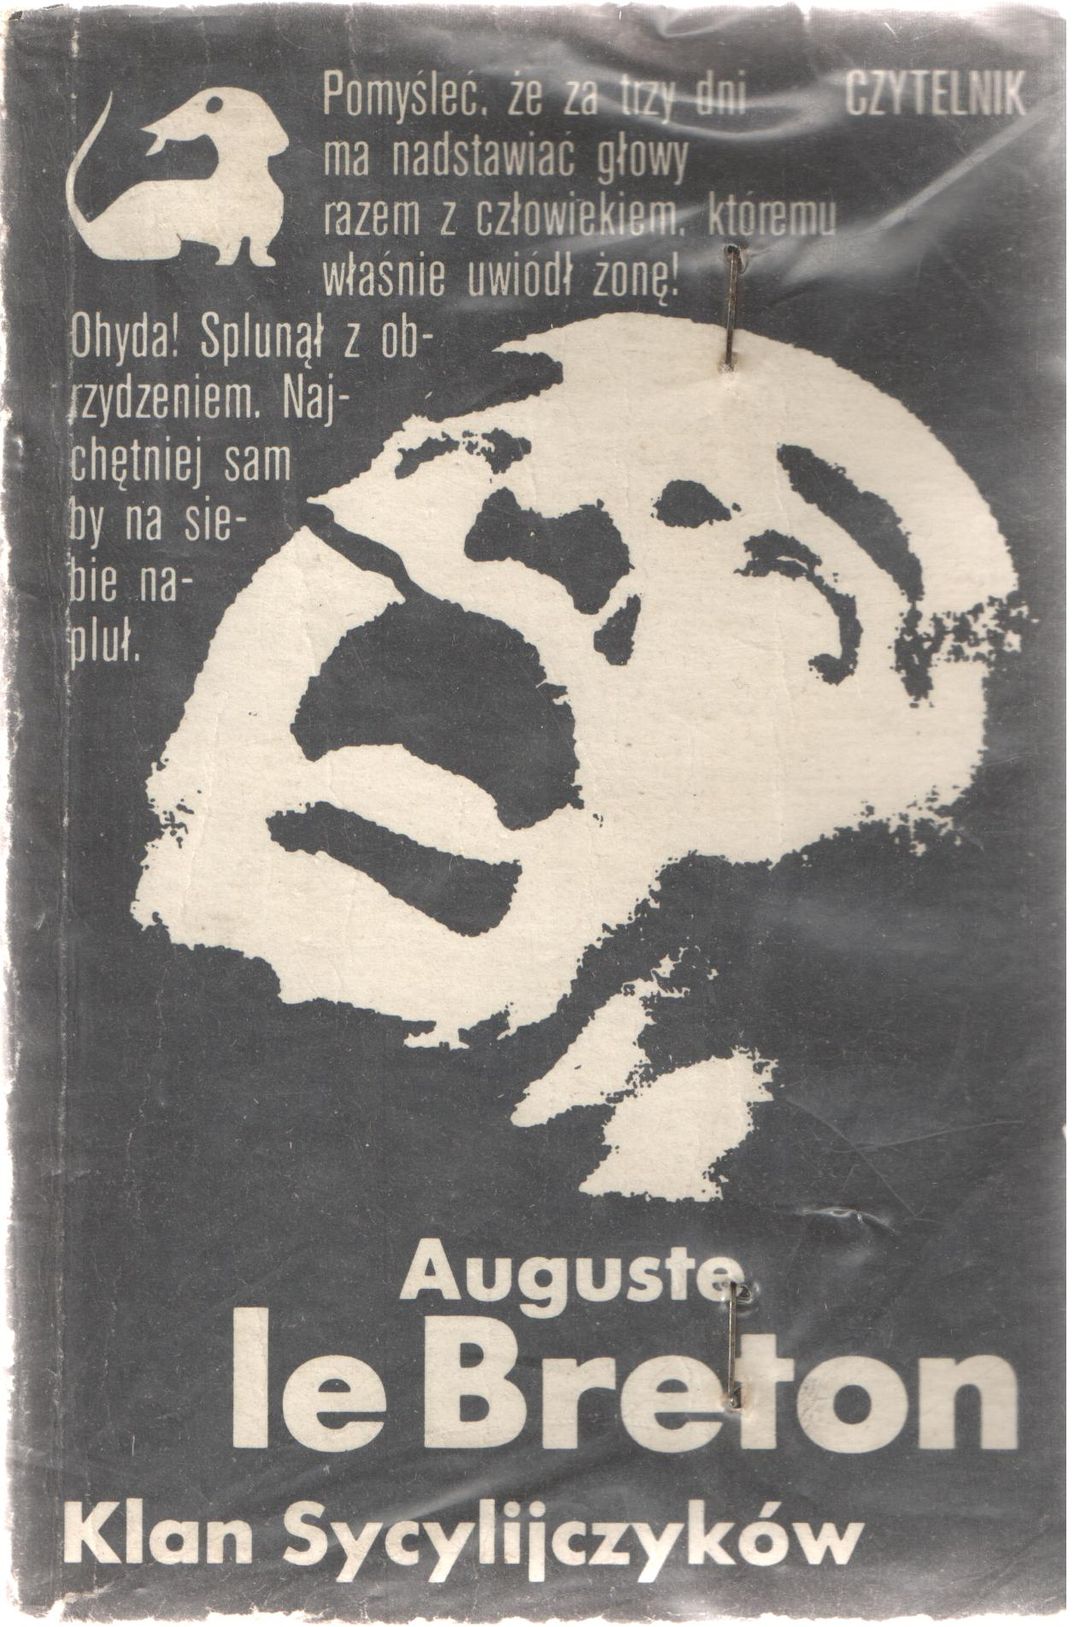 Pomyśleć, że za trzy dni
ma nadstawiać głowy
razem z człowiekiem, któremu
właśnie uwiódł żonę!
Ohyda! Splunął z ob-
rzydzeniem. Naj-
chętniej sam
by na sie-
bie na-
pluł.
CZYTELNIK
Auguste
le Breton
Klan Sycylijczyków